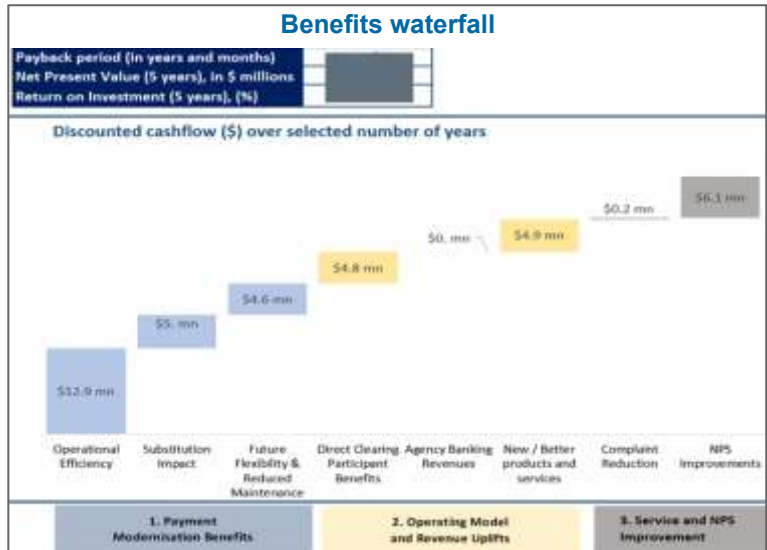 Benefits waterfall
Payback period (in years and months)
Net Present Value (5 years), in $ millions
Return on Investment (5 years), (%)
Discounted cashflow ($) over selected number of years
$6.1 mn
$0.2 mn
$0. mn
$4.9 mn
$4.8 mn
$4.6 mn
$5. mn
$12.9 mn
Operational
Efficiency
Substitution
Impact
Future
Flexibility &
Reduced
Maintenance
Direct Clearing
Participant
Benefits
Agency Banking
Revenues
New / Better
products and
services
Complaint
Reduction
NPS
Improvements
1. Payment
Modernisation Benefits
2. Operating Model
and Revenue Uplifts
3. Service and NPS
Improvement